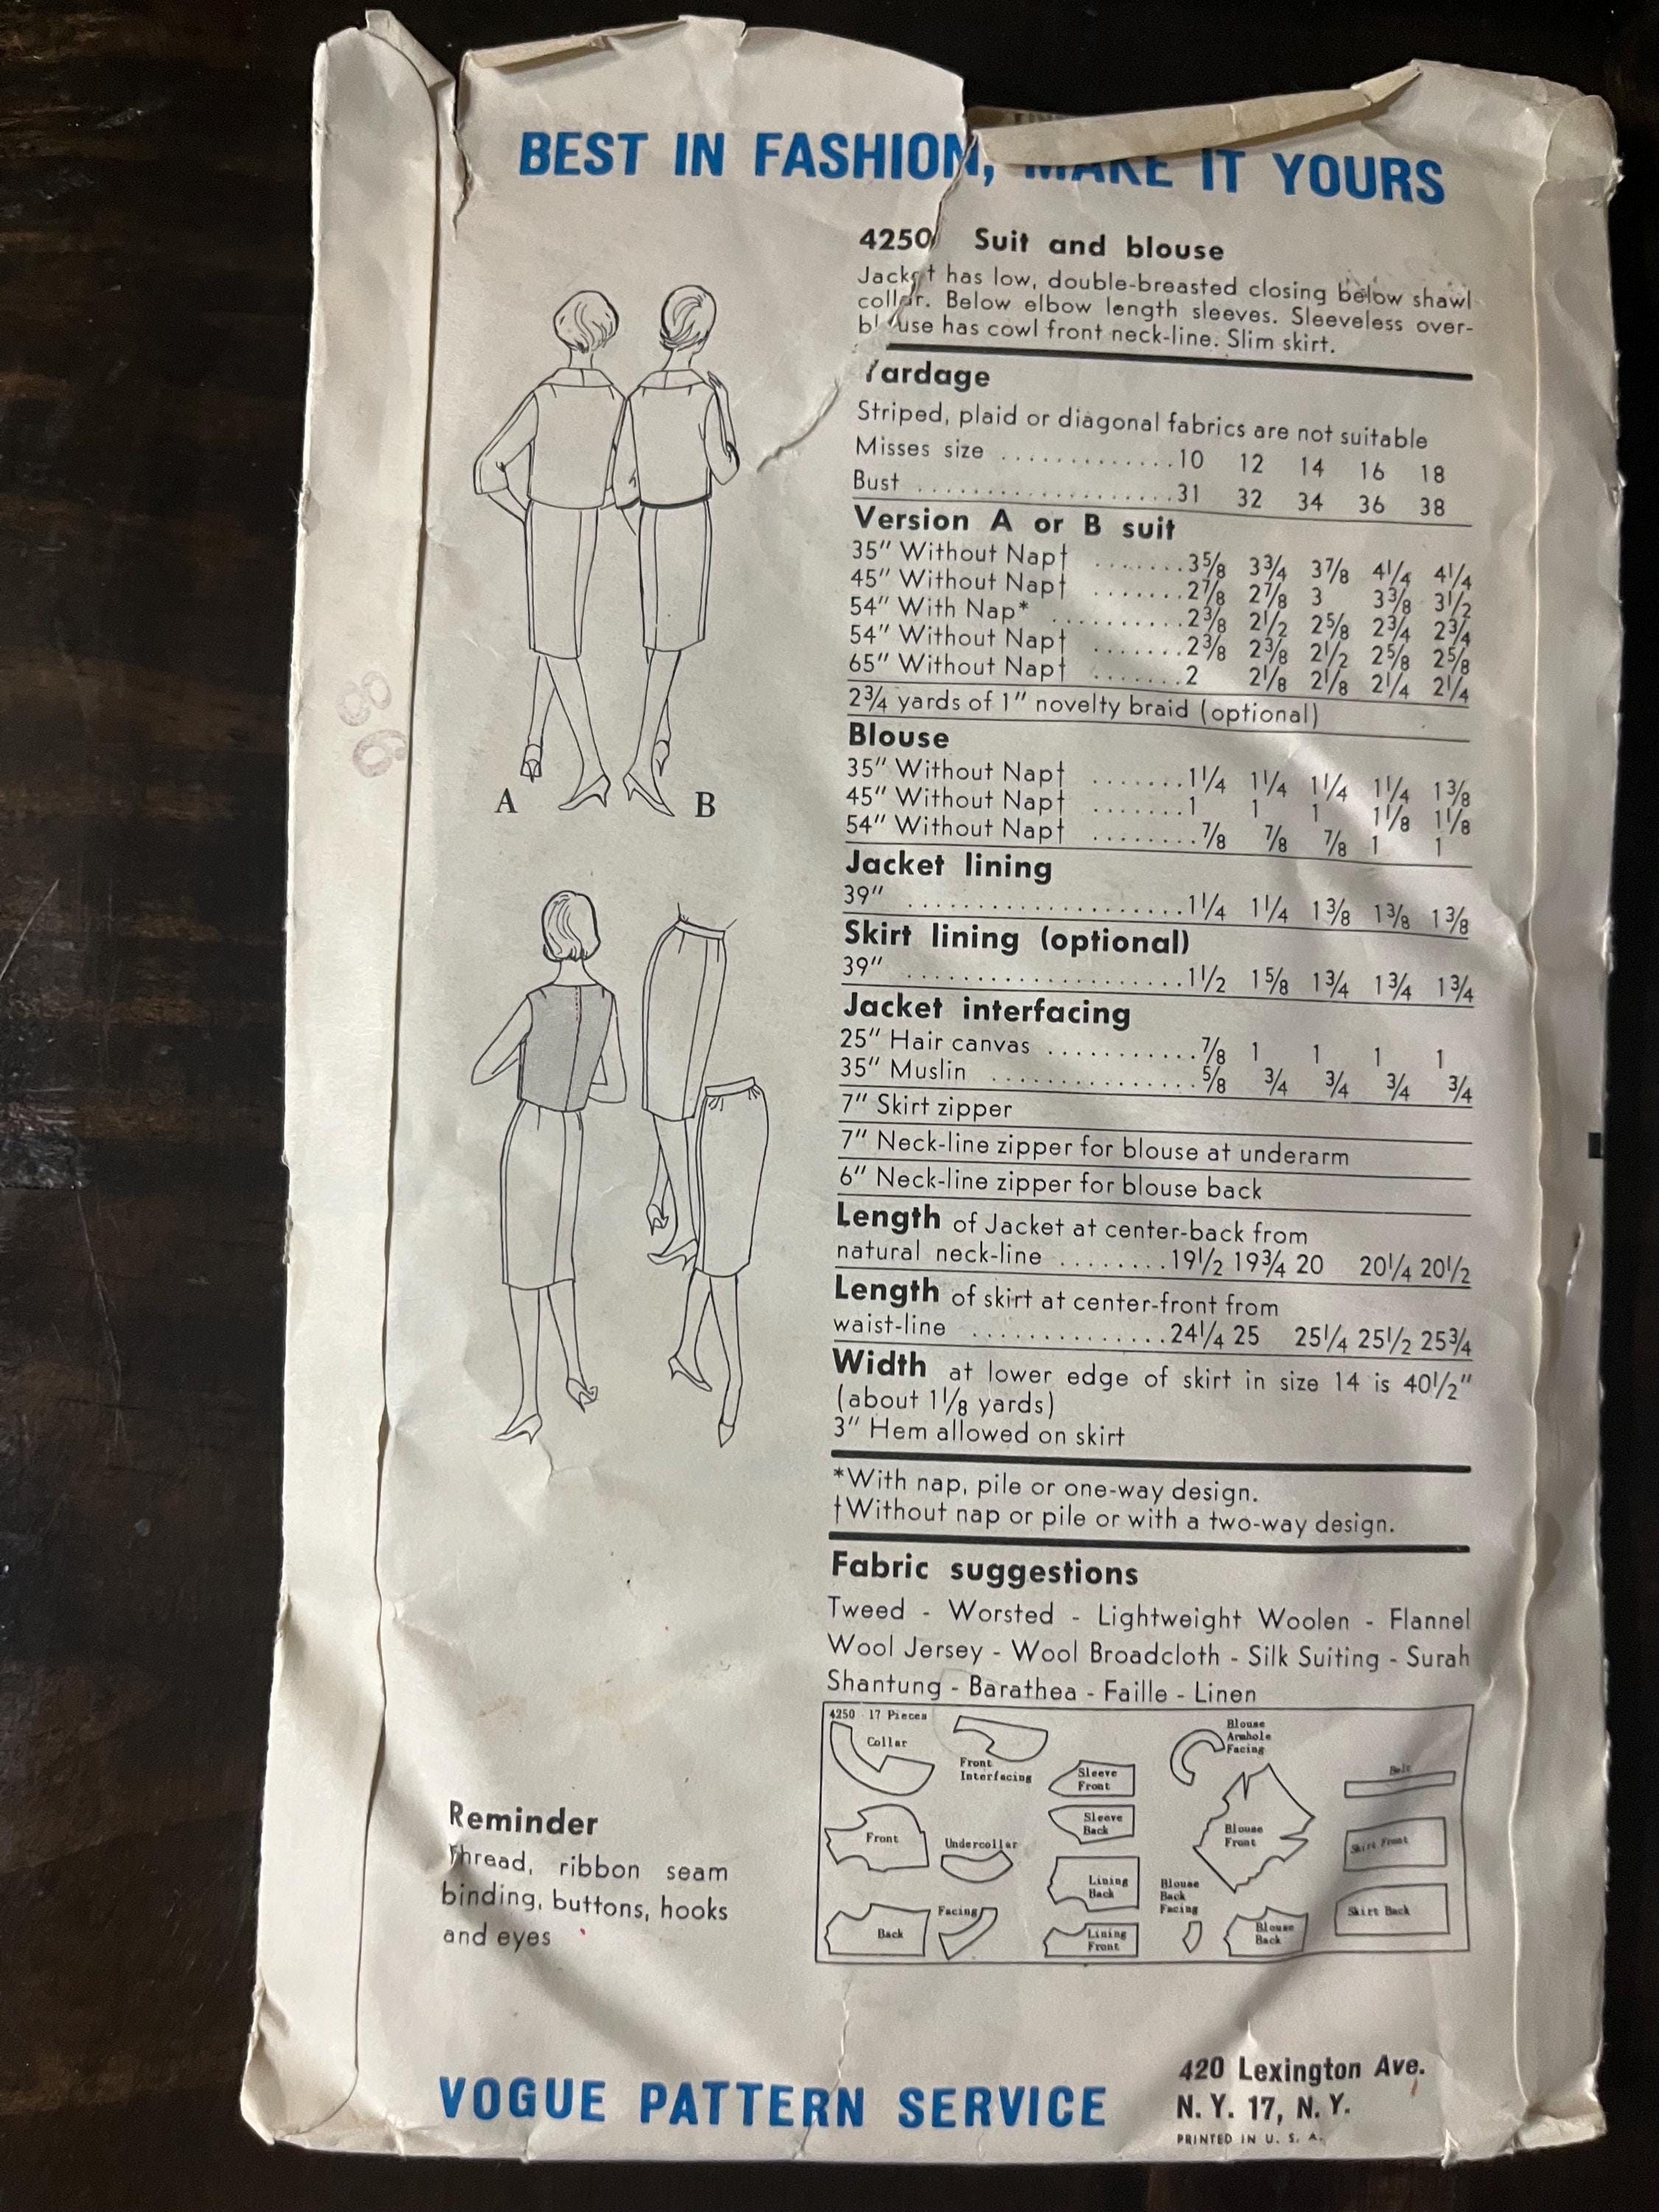 BEST IN FASHION, MAKE IT YOURS
4250 Suit and blouse
Jacket has low, double-breasted closing below shawl
collar. Below elbow length sleeves. Sleeveless over-
blouse has cowl front neck-line. Slim skirt.
Yardage
Striped, plaid or diagonal fabrics are not suitable
Misses size .............10 12 14 16 18
Bust ....................31 32 34 36 38
Version A or B suit
35" Without Nap† .......3⅝ 3¾ 3⅞ 4¼ 4¼
45" Without Nap† .......2⅞ 2⅞ 3 3⅜ 3½
54" With Nap* ..........2⅜ 2½ 2⅝ 2¾ 2¾
54" Without Nap† .......2⅜ 2⅜ 2½ 2⅝ 2⅝
65" Without Nap† .......2 2⅛ 2⅛ 2¼ 2¼
2¾ yards of 1" novelty braid (optional)
Blouse
35" Without Nap† .......1¼ 1¼ 1¼ 1¼ 1⅜
45" Without Nap† .......1 1 1 1⅛ 1⅛
54" Without Nap† ........⅞ ⅞ ⅞ 1 1
Jacket lining
39" .....................1¼ 1¼ 1⅜ 1⅜ 1⅜
Skirt lining (optional)
39" .....................1½ 1⅝ 1¾ 1¾ 1¾
Jacket interfacing
25" Hair canvas ...........⅞ 1 1 1 1
35" Muslin ...............⅝ ¾ ¾ ¾ ¾
7" Skirt zipper
7" Neck-line zipper for blouse at underarm
6" Neck-line zipper for blouse back
Length of Jacket at center-back from
natural neck-line ........19½ 19¾ 20 20¼ 20½
Length of skirt at center-front from
waist-line ..............24¼ 25 25¼ 25½ 25¾
Width at lower edge of skirt in size 14 is 40½"
(about 1⅛ yards)
3" Hem allowed on skirt
*With nap, pile or one-way design.
†Without nap or pile or with a two-way design.
Fabric suggestions
Tweed - Worsted - Lightweight Woolen - Flannel
Wool Jersey - Wool Broadcloth - Silk Suiting - Surah
Shantung - Barathea - Faille - Linen
A B
96
4250 17 Pieces
Collar
Front
Interfacing
Sleeve
Front
Blouse
Armhole
Facing
Belt
Front
Undercollar
Sleeve
Back
Blouse
Front
Skirt Front
Back
Facing
Lining
Back
Lining
Front
Blouse
Back
Facing
Blouse
Back
Skirt Back
Reminder
Thread, ribbon seam
binding, buttons, hooks
and eyes
VOGUE PATTERN SERVICE
420 Lexington Ave.
N. Y. 17, N. Y.
PRINTED IN U. S. A.